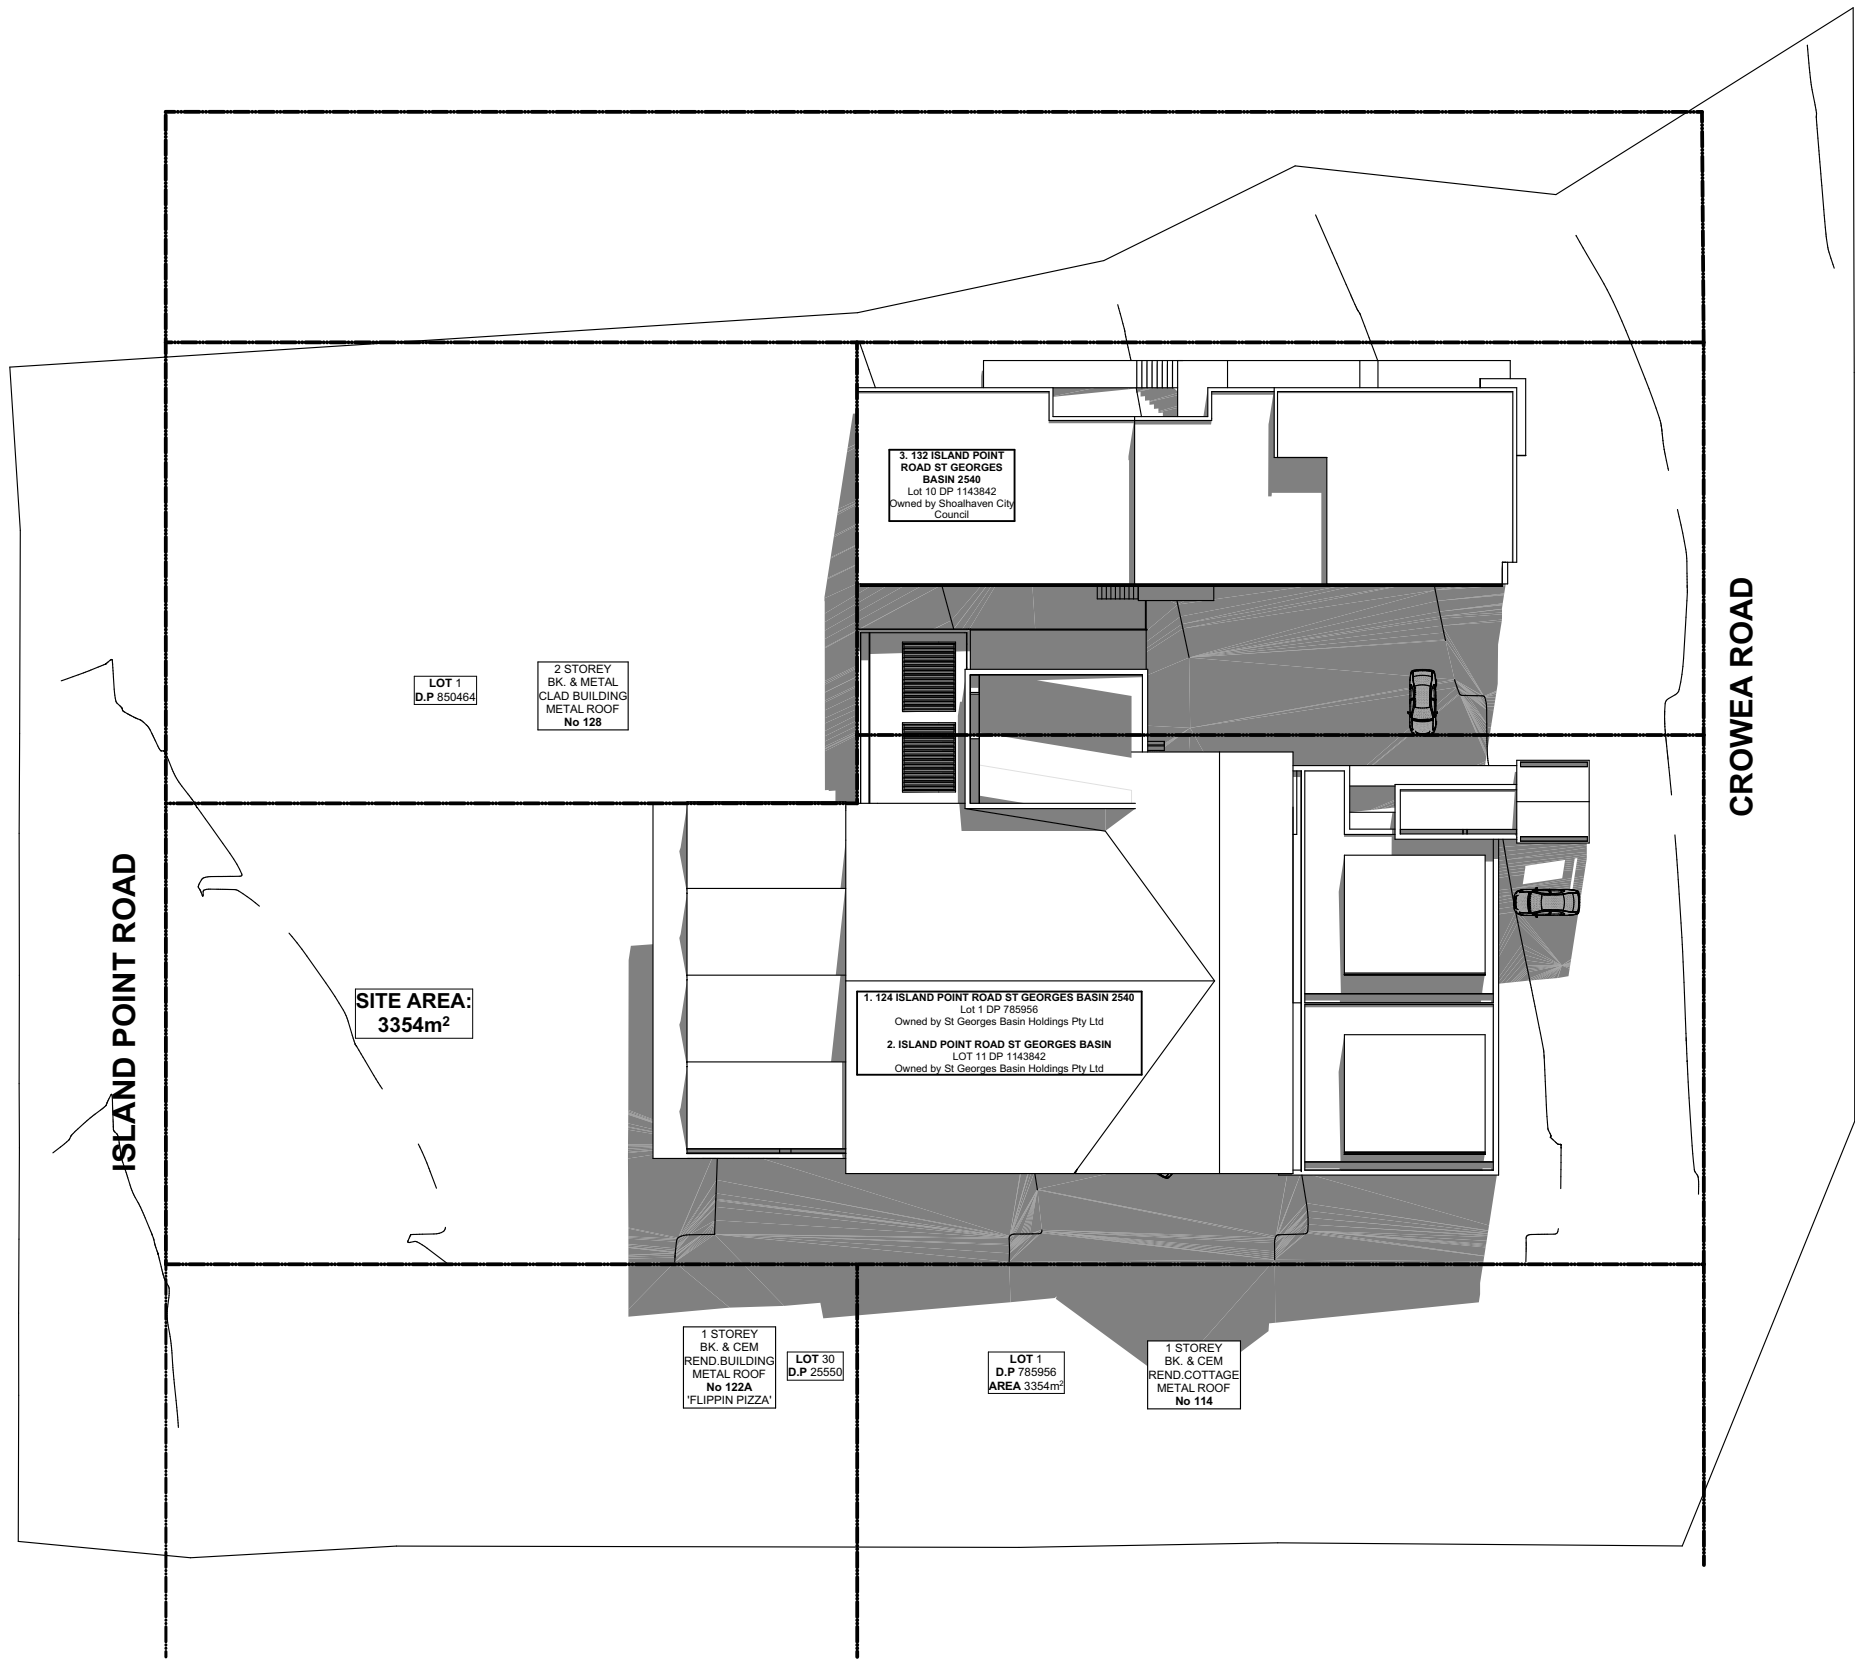 3. 132 ISLAND POINT
ROAD ST GEORGES
BASIN 2540
Lot 10 DP 1143842
Owned by Shoalhaven City
Council
LOT 1
D.P 850464
2 STOREY
BK. & METAL
CLAD BUILDING
METAL ROOF
No 128
CROWEA ROAD
ISLAND POINT ROAD
SITE AREA:
3354m²
1. 124 ISLAND POINT ROAD ST GEORGES BASIN 2540
Lot 1 DP 785956
Owned by St Georges Basin Holdings Pty Ltd
2. ISLAND POINT ROAD ST GEORGES BASIN
LOT 11 DP 1143842
Owned by St Georges Basin Holdings Pty Ltd
1 STOREY
BK. & CEM
REND.BUILDING
METAL ROOF
No 122A
'FLIPPIN PIZZA'
LOT 30
D.P 25550
LOT 1
D.P 785956
AREA 3354m²
1 STOREY
BK. & CEM
REND.COTTAGE
METAL ROOF
No 114